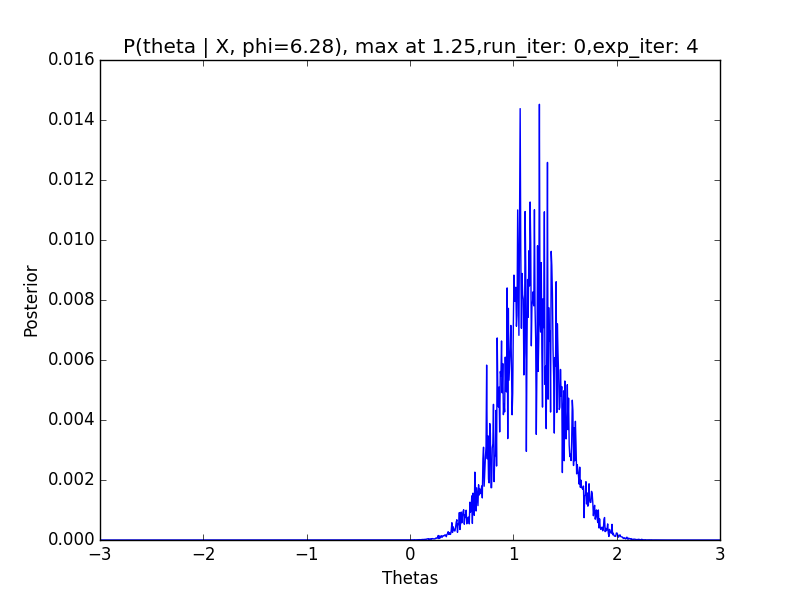 P(theta | X, phi=6.28), max at 1.25,run_iter: 0,exp_iter: 4
0.016
0.014
0.012
0.010
0.008
0.006
0.004
0.002
0.000
Posterior
−3 −2 −1 0 1 2 3
Thetas